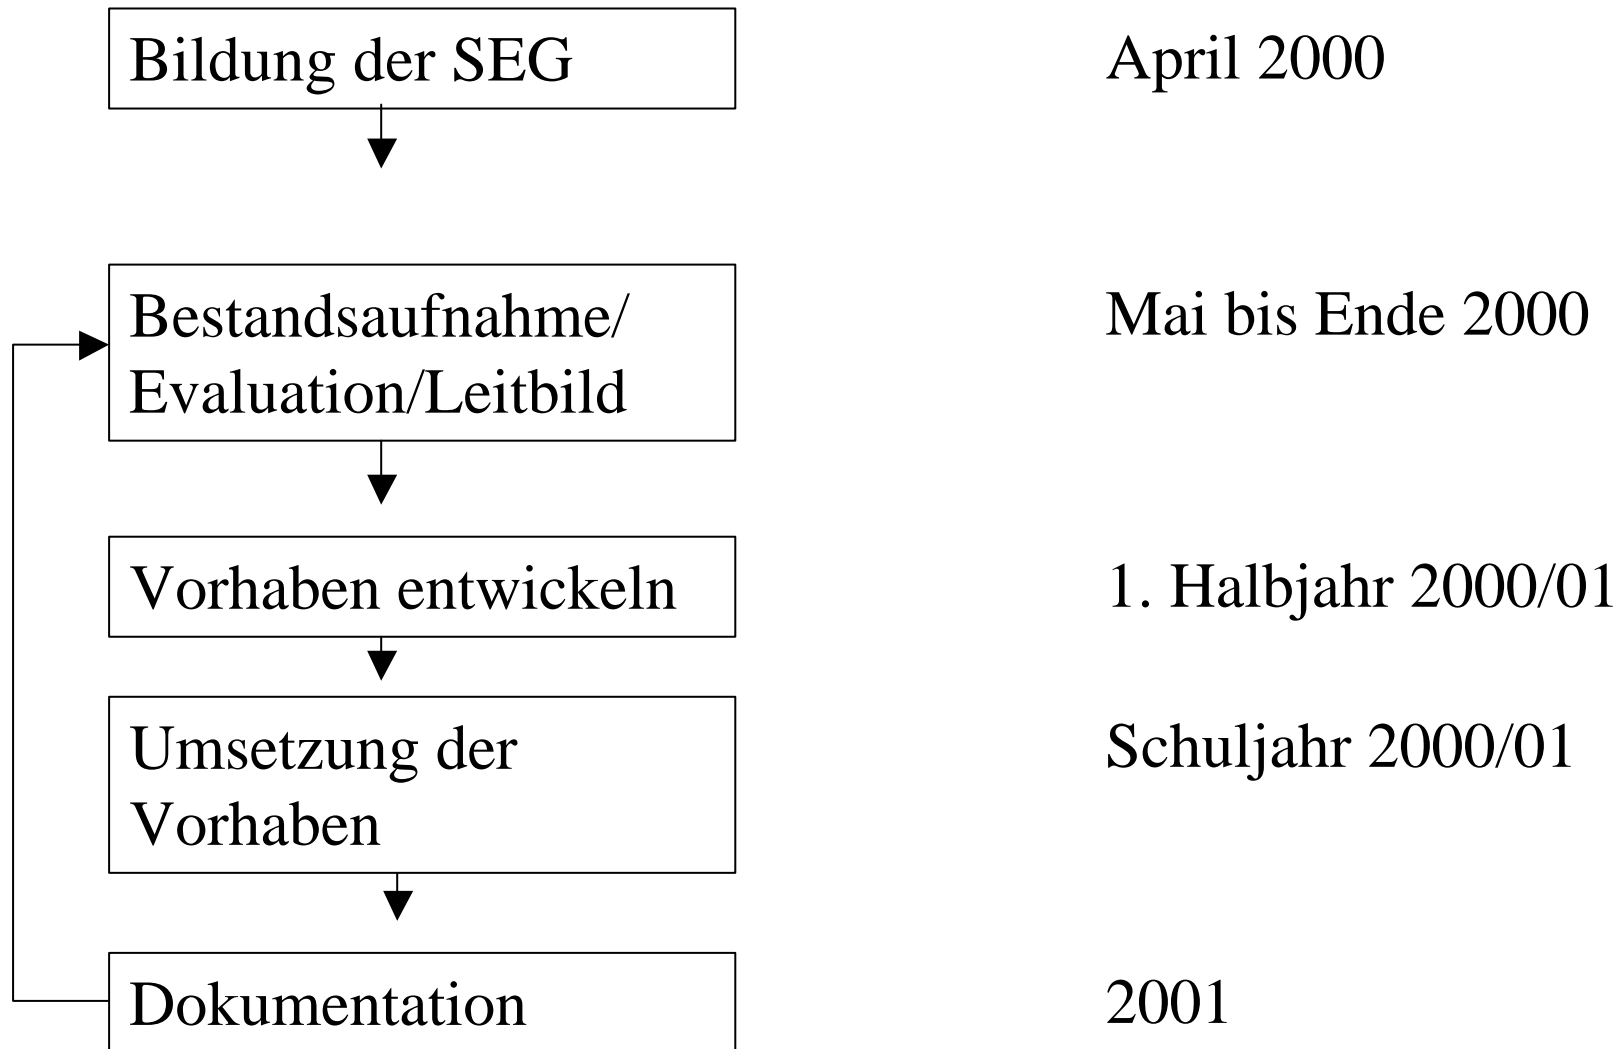 Bildung der SEG April 2000
Bestandsaufnahme/ Mai bis Ende 2000
Evaluation/Leitbild
Vorhaben entwickeln 1. Halbjahr 2000/01
Umsetzung der Schuljahr 2000/01
Vorhaben
Dokumentation 2001